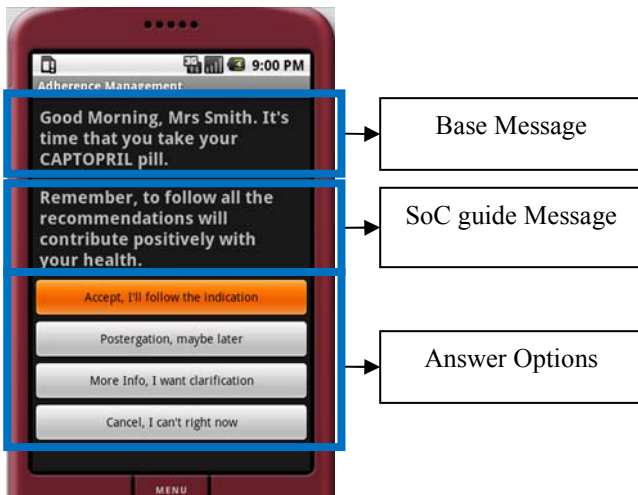 9:00 PM
Adherence Management
Good Morning, Mrs Smith. It's
time that you take your
CAPTOPRIL pill.
Base Message
Remember, to follow all the
recommendations will
contribute positively with
your health.
SoC guide Message
Accept, I'll follow the indication
Postergation, maybe later
More Info, I want clarification
Cancel, I can't right now
Answer Options
MENU